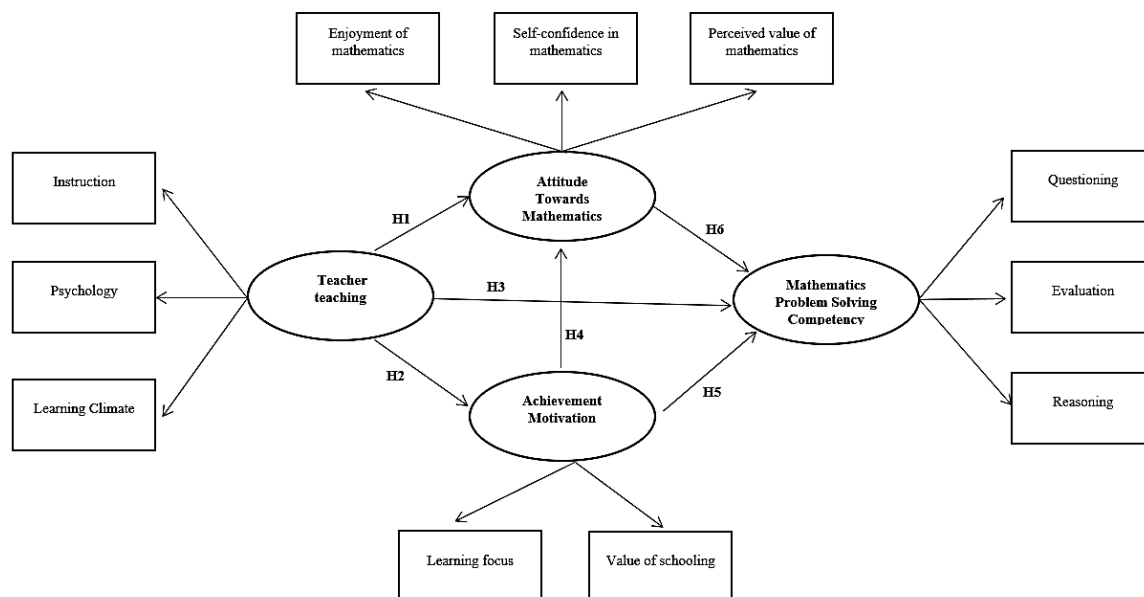 Enjoyment of
mathematics
Self-confidence in
mathematics
Perceived value of
mathematics
Instruction
Attitude
Towards
Mathematics
Questioning
H1
H6
Psychology
Teacher
teaching
H3
Mathematics
Problem Solving
Competency
Evaluation
H4
H2
Learning Climate
Achievement
Motivation
H5
Reasoning
Learning focus
Value of schooling